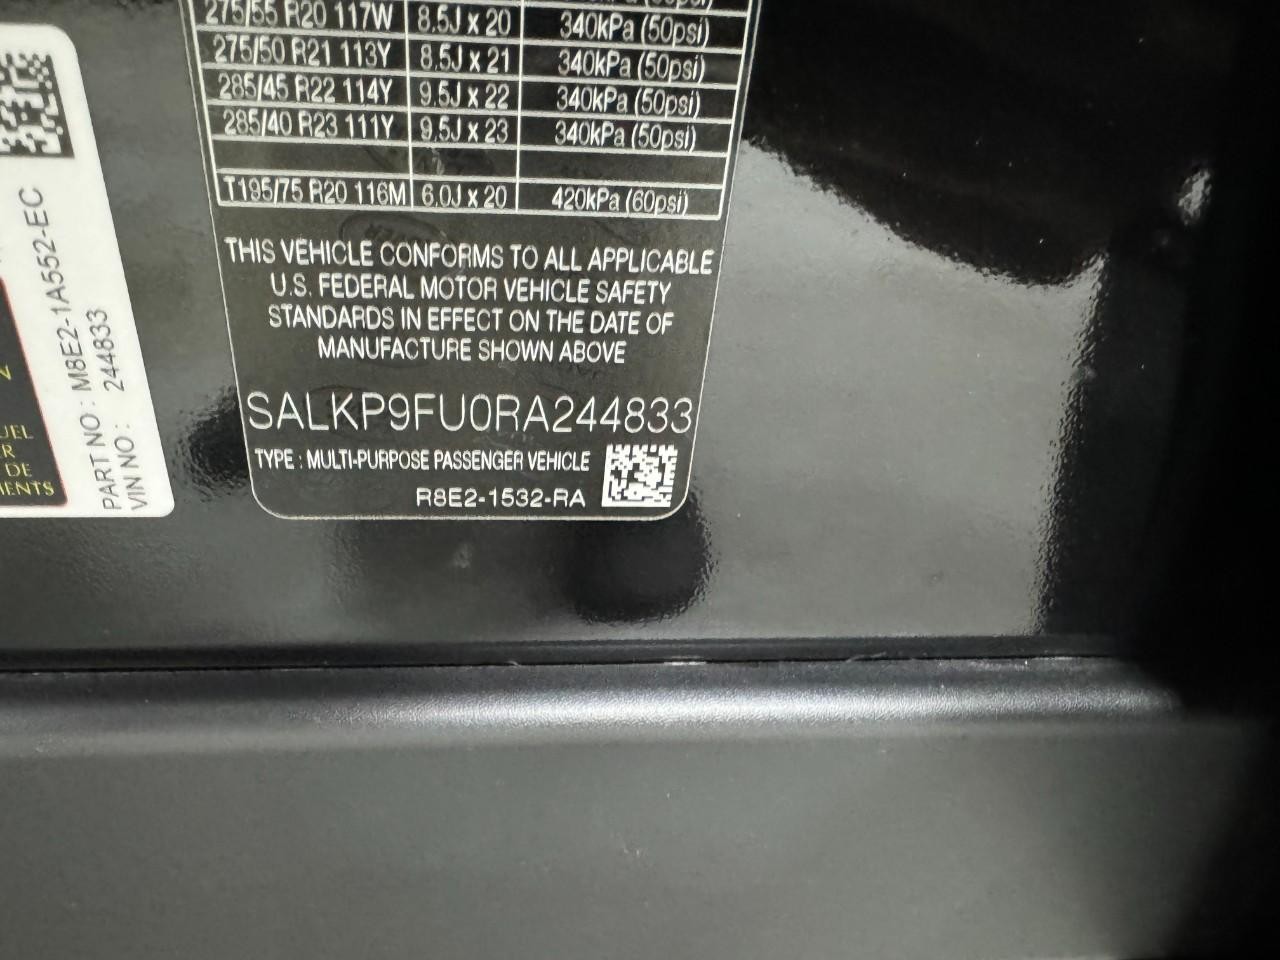 275/55 R20 117W 8.5J x 20 340kPa (50psi)
275/50 R21 113Y 8.5J x 21 340kPa (50psi)
285/45 R22 114Y 9.5J x 22 340kPa (50psi)
285/40 R23 111Y 9.5J x 23 340kPa (50psi)
T195/75 R20 116M 6.0J x 20 420kPa (60psi)
THIS VEHICLE CONFORMS TO ALL APPLICABLE
U.S. FEDERAL MOTOR VEHICLE SAFETY
STANDARDS IN EFFECT ON THE DATE OF
MANUFACTURE SHOWN ABOVE
SALKP9FU0RA244833
TYPE : MULTI-PURPOSE PASSENGER VEHICLE
R8E2-1532-RA
PART NO : M8E2-1A552-EC
VIN NO : 244833
DE